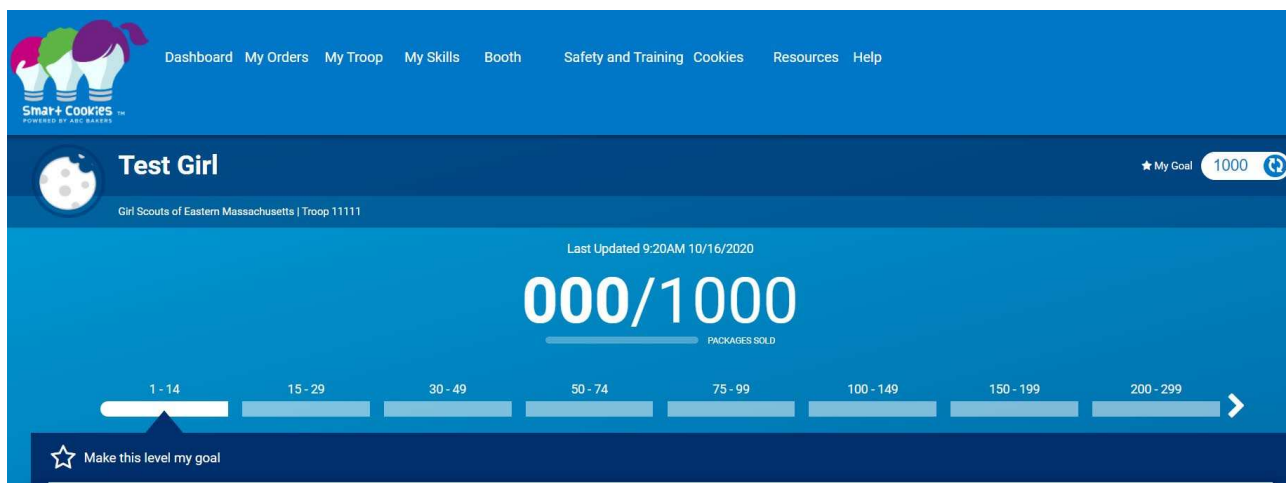 Dashboard My Orders My Troop My Skills Booth Safety and Training Cookies Resources Help
Smart Cookies TM
POWERED BY ABC BAKERS
Test Girl
My Goal 1000
Girl Scouts of Eastern Massachusetts | Troop 11111
Last Updated 9:20AM 10/16/2020
000/1000
PACKAGES SOLD
1 - 14 15 - 29 30 - 49 50 - 74 75 - 99 100 - 149 150 - 199 200 - 299
Make this level my goal